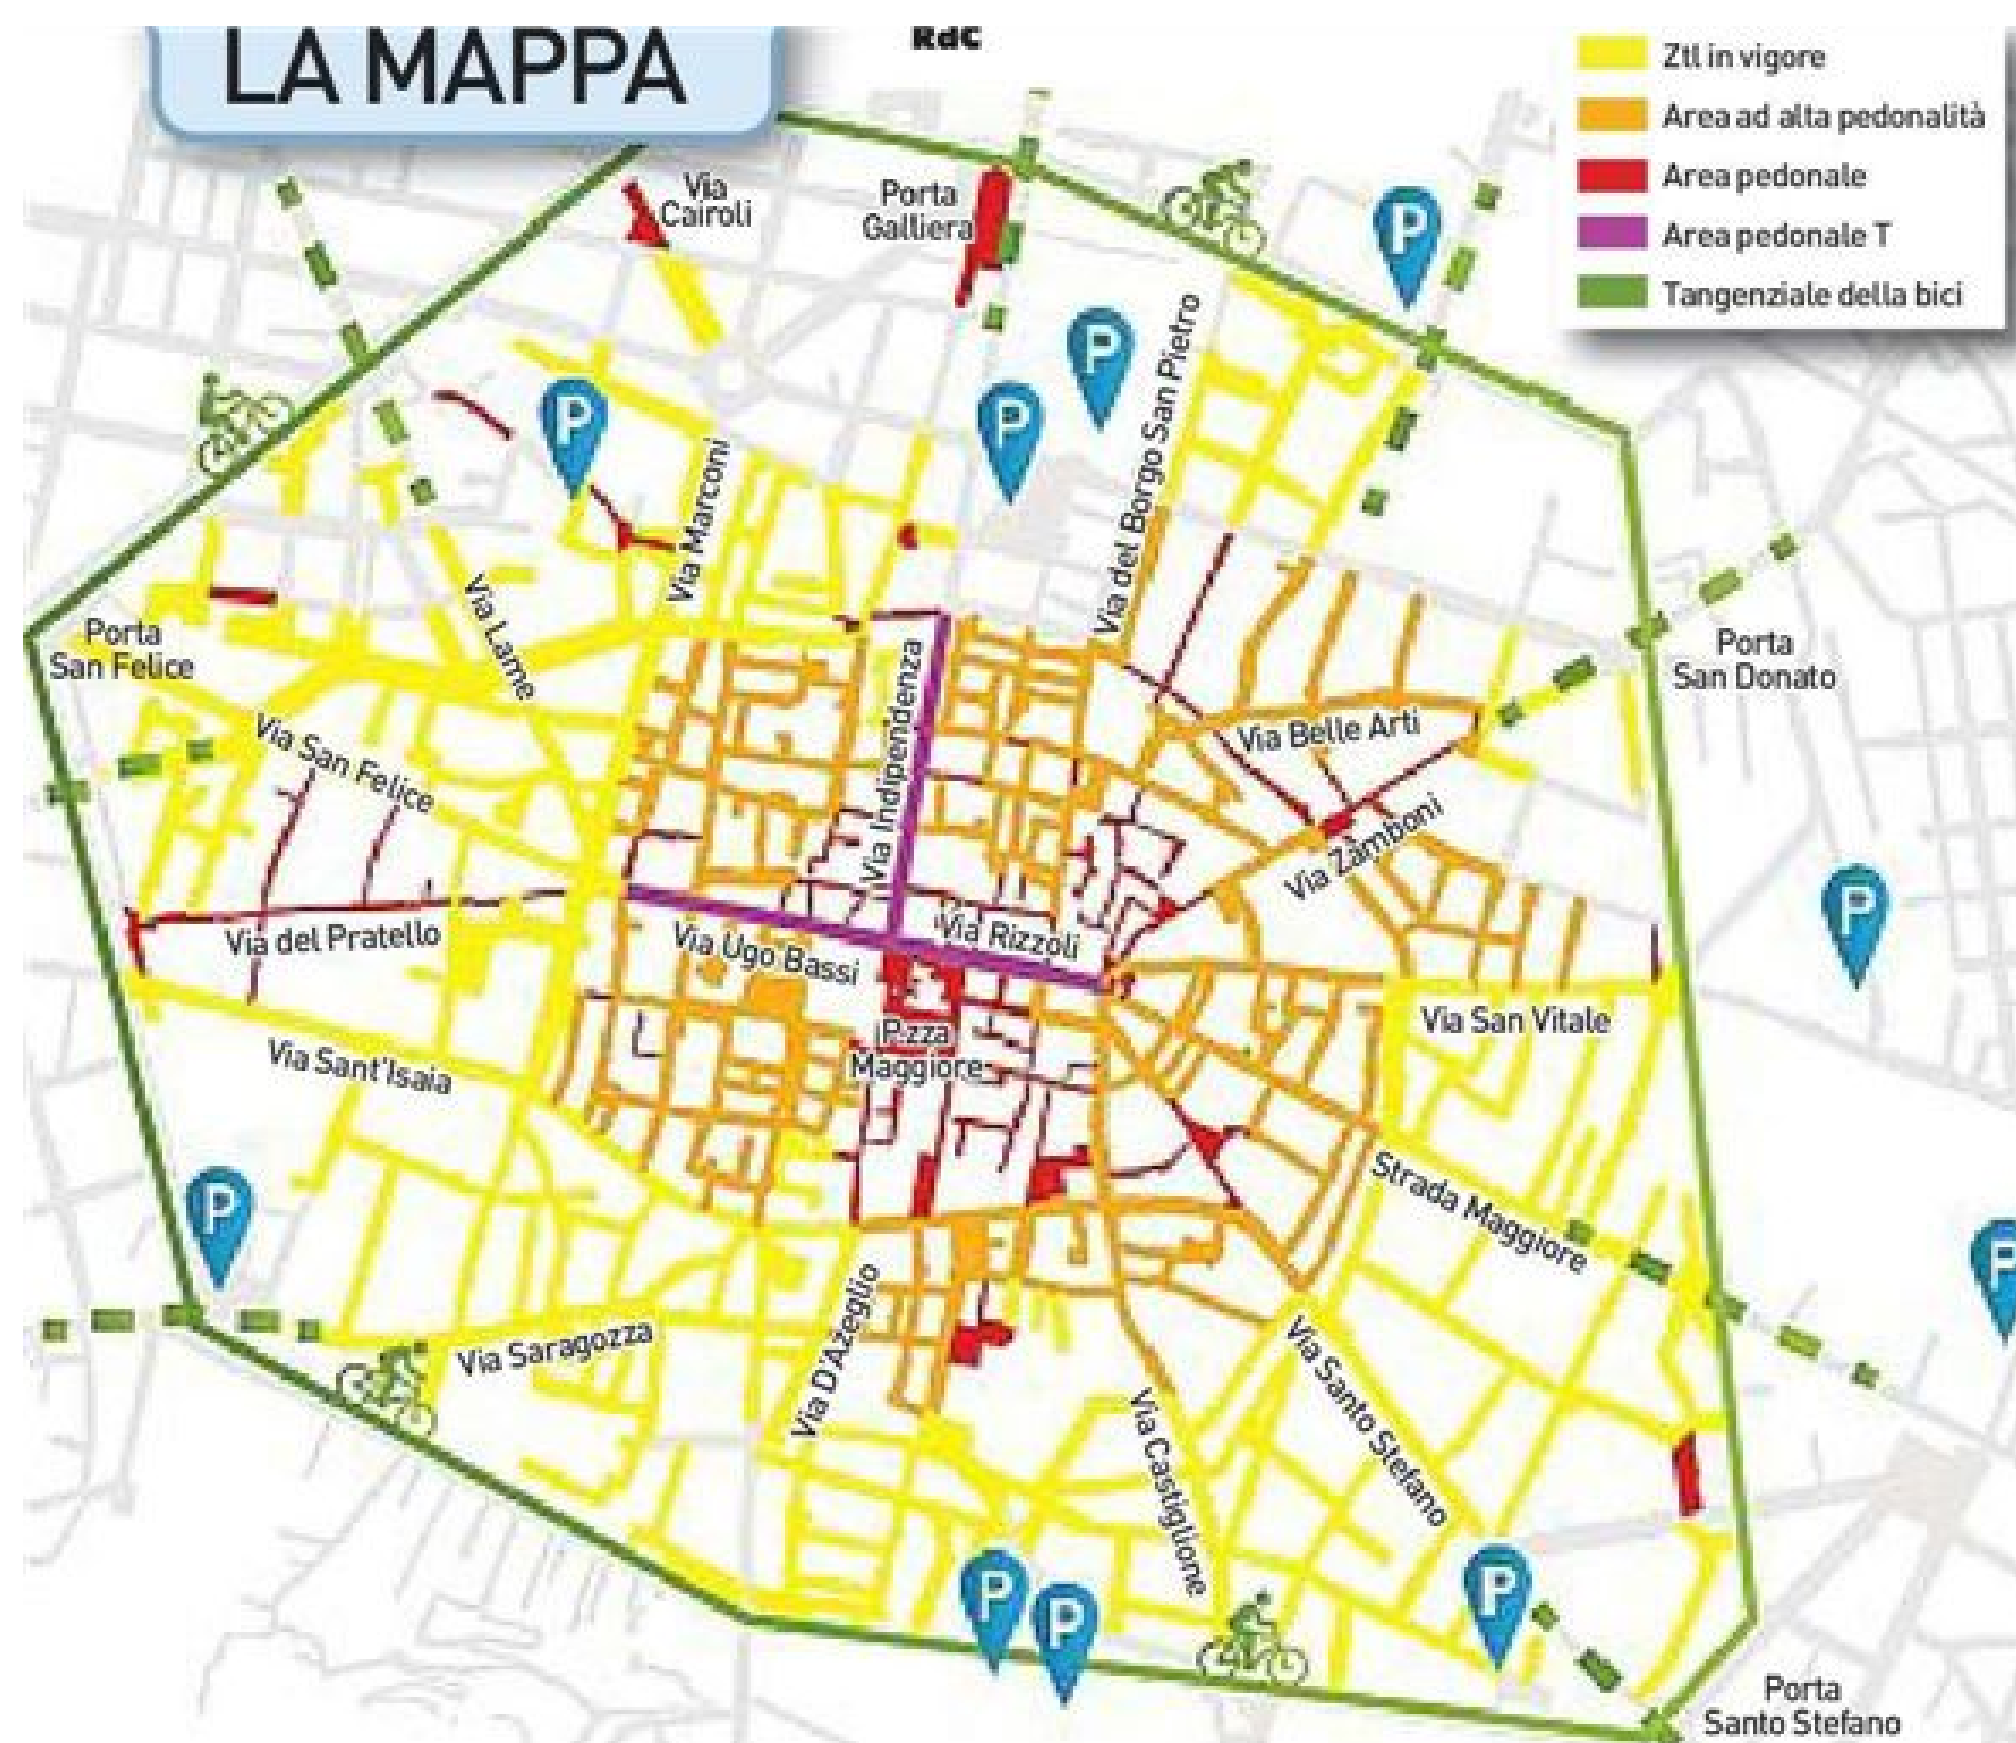 LA MAPPA
RdC
Ztl in vigore
Area ad alta pedonalità
Area pedonale
Area pedonale T
Tangenziale della bici
Via
Cairoli
Porta
Galliera
P
P
P
P
Via del Borgo San Pietro
Via Marconi
Via Lame
Porta
San Felice
Porta
San Donato
Via Indipendenza
Via Belle Arti
Via San Felice
Via Zamboni
P
Via del Pratello
Via Ugo Bassi
Via Rizzoli
P.zza
Maggiore
Via San Vitale
Via Sant'Isaia
P
Strada Maggiore
P
Via D'Azeglio
Via Saragozza
Via Santo Stefano
Via Castiglione
P
P
P
Porta
Santo Stefano